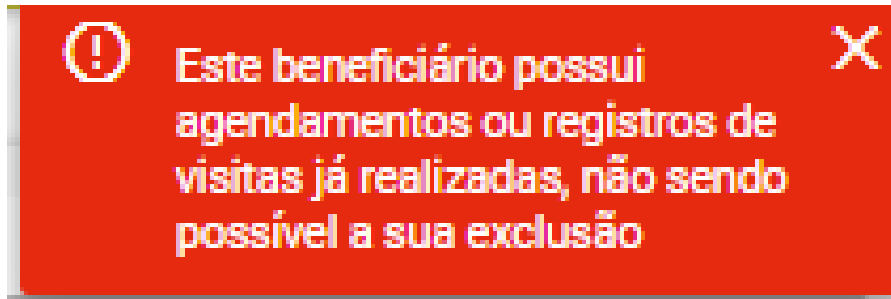 Este beneficiário possui
agendamentos ou registros de
visitas já realizadas, não sendo
possível a sua exclusão